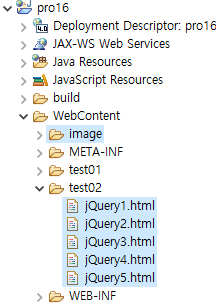 pro16
Deployment Descriptor: pro16
JAX-WS Web Services
Java Resources
JavaScript Resources
build
WebContent
image
META-INF
test01
test02
jQuery1.html
jQuery2.html
jQuery3.html
jQuery4.html
jQuery5.html
WEB-INF